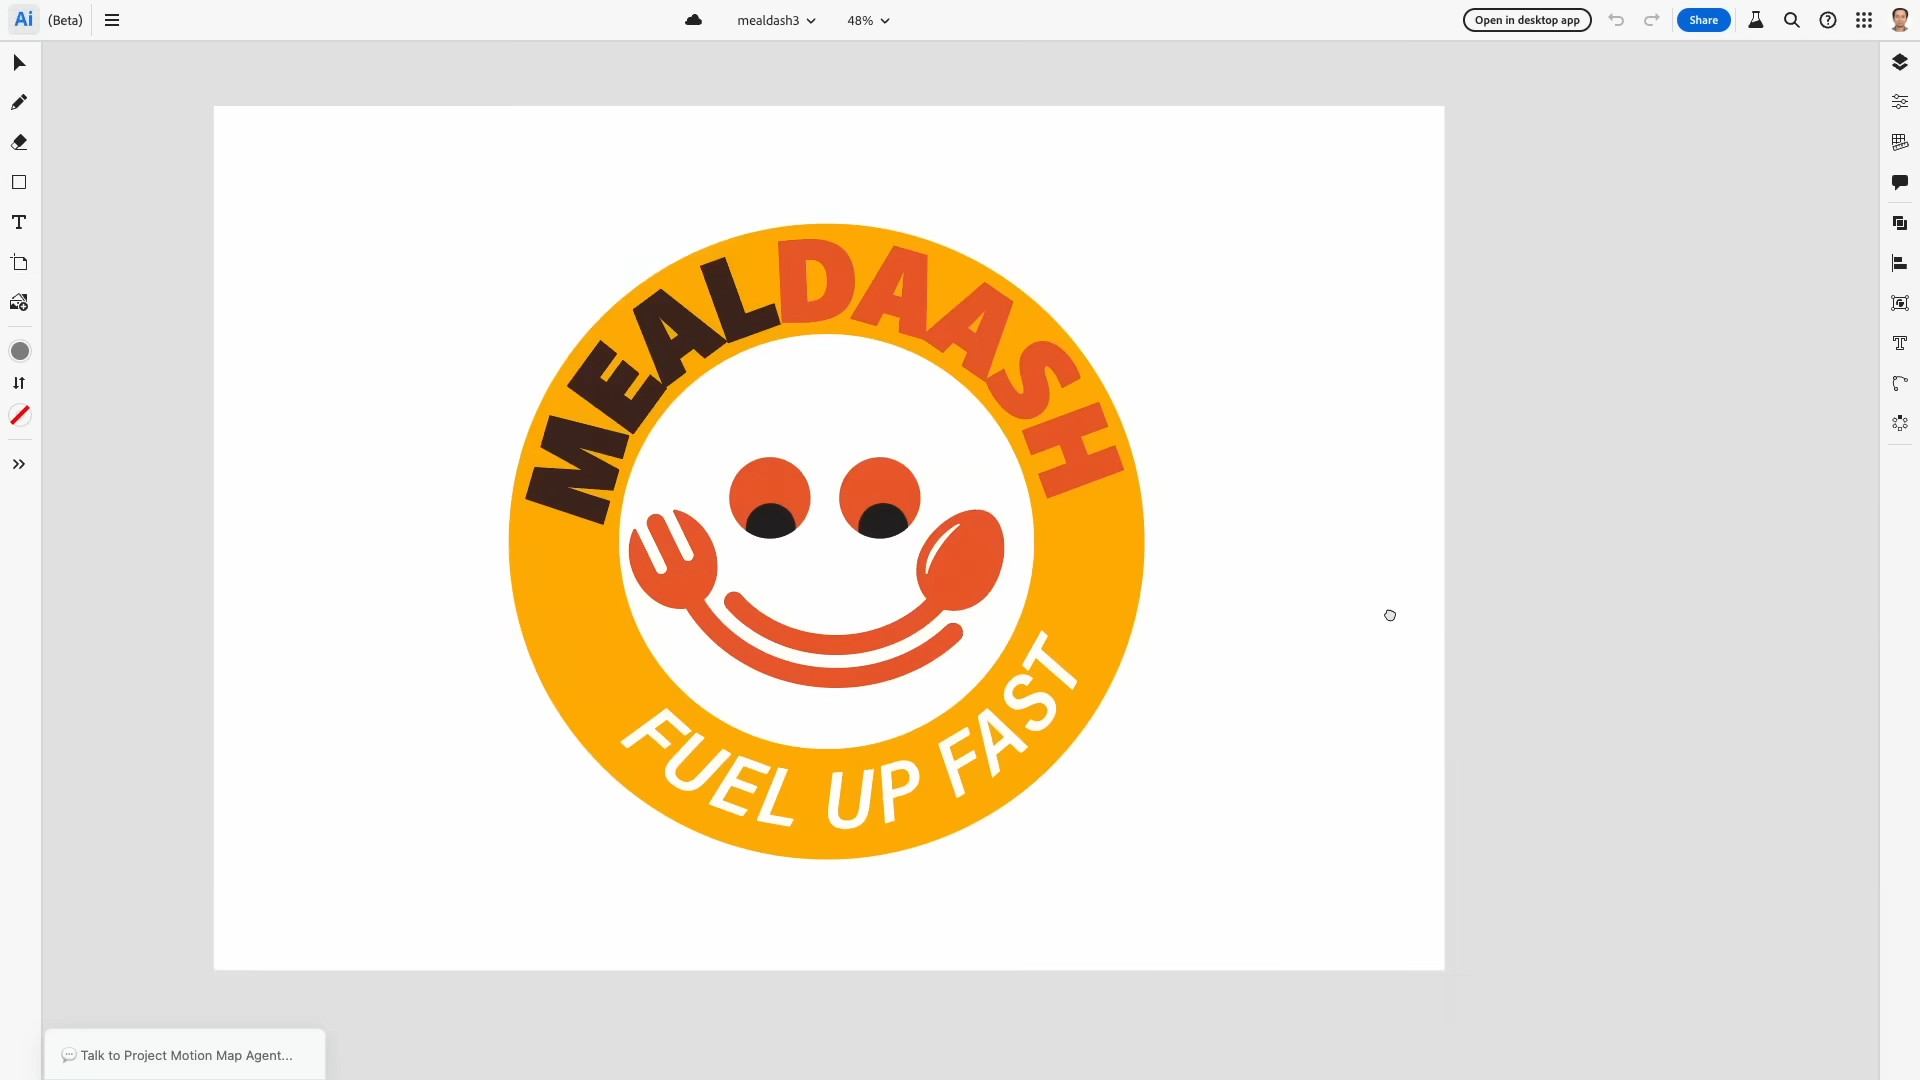 Ai (Beta) mealdash3 48% Open in desktop app Share
MEALDAASH
FUEL UP FAST
Talk to Project Motion Map Agent...